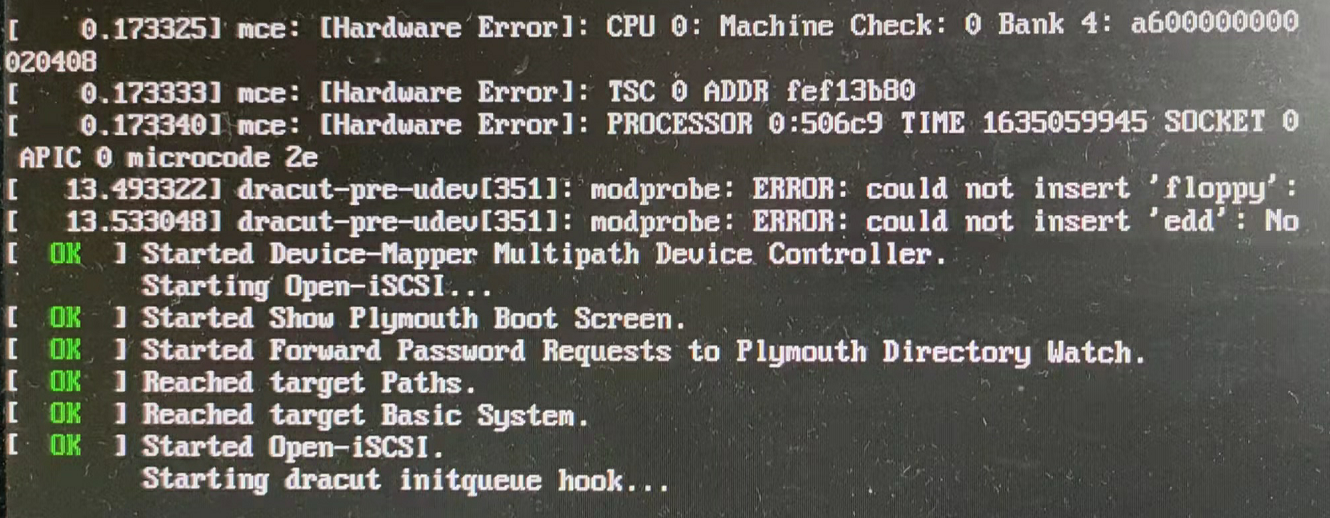 [    0.173325] mce: [Hardware Error]: CPU 0: Machine Check: 0 Bank 4: a600000000
020408
[    0.173333] mce: [Hardware Error]: TSC 0 ADDR fef13b80
[    0.173340] mce: [Hardware Error]: PROCESSOR 0:506c9 TIME 1635059945 SOCKET 0
 APIC 0 microcode 2e
[   13.493322] dracut-pre-udev[351]: modprobe: ERROR: could not insert 'floppy':
[   13.533048] dracut-pre-udev[351]: modprobe: ERROR: could not insert 'edd': No
[  OK  ] Started Device-Mapper Multipath Device Controller.
         Starting Open-iSCSI...
[  OK  ] Started Show Plymouth Boot Screen.
[  OK  ] Started Forward Password Requests to Plymouth Directory Watch.
[  OK  ] Reached target Paths.
[  OK  ] Reached target Basic System.
[  OK  ] Started Open-iSCSI.
         Starting dracut initqueue hook...